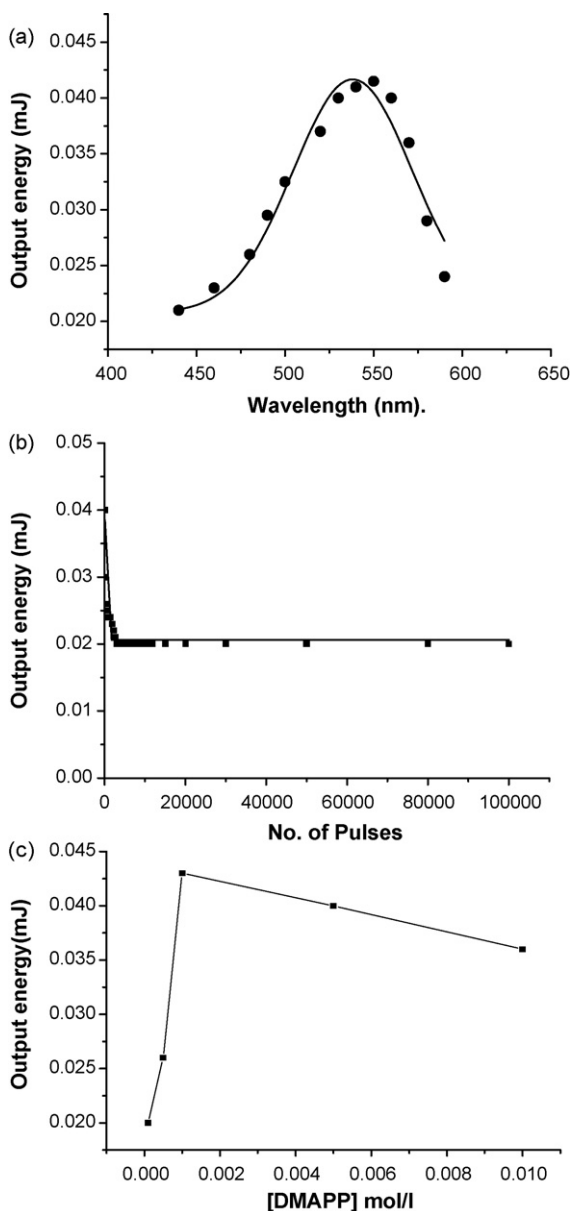 (a)
0.045
0.040
0.035
0.030
0.025
0.020
Output energy (mJ)
400 450 500 550 600 650
Wavelength (nm).
(b)
0.05
0.04
0.03
0.02
0.01
0.00
Output energy (mJ)
0 20000 40000 60000 80000 100000
No. of Pulses
(c)
0.045
0.040
0.035
0.030
0.025
0.020
Output energy(mJ)
0.000 0.002 0.004 0.006 0.008 0.010
[DMAPP] mol/l